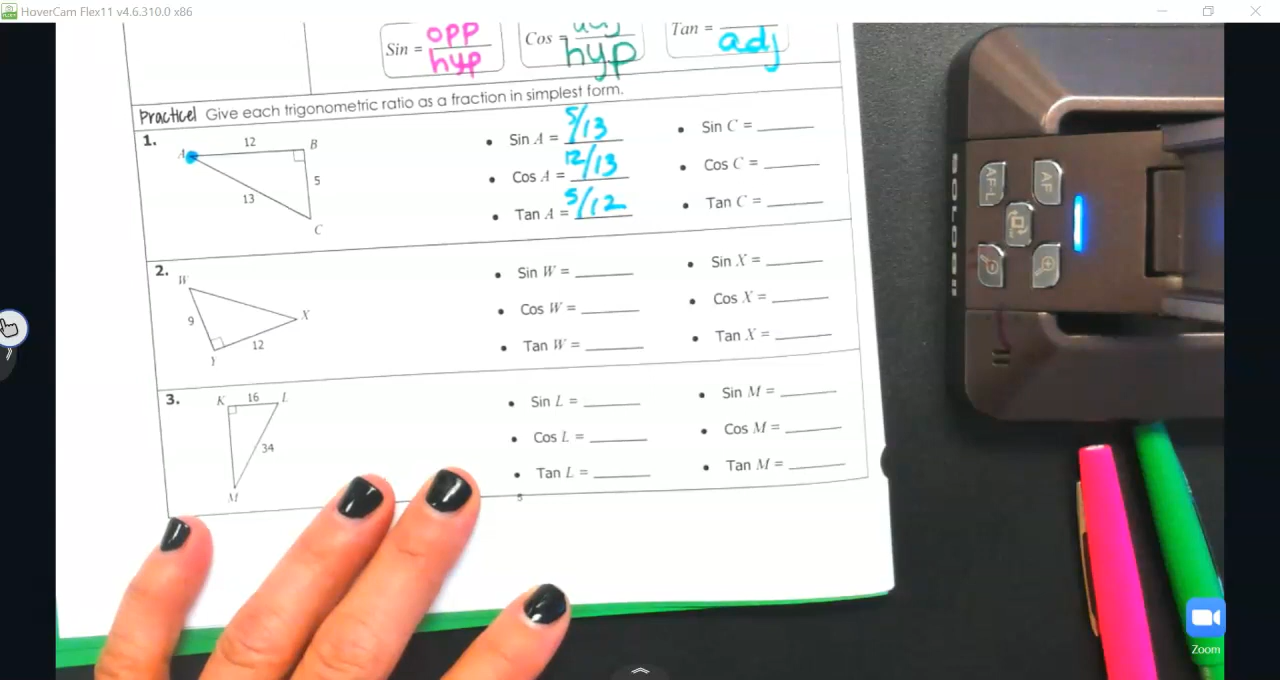 HoverCam Flex11 v4.6.310.0 x86
Sin = opp/hyp
Cos = adj/hyp
Tan = /adj
Practice! Give each trigonometric ratio as a fraction in simplest form.
1.
A
12
B
5
13
C
• Sin A = 5/13
• Cos A = 12/13
• Tan A = 5/12
• Sin C =
• Cos C =
• Tan C =
2.
W
9
X
12
Y
• Sin W =
• Cos W =
• Tan W =
• Sin X =
• Cos X =
• Tan X =
3.
K
16
L
34
M
• Sin L =
• Cos L =
• Tan L =
• Sin M =
• Cos M =
• Tan M =
5
AF-L
AF
Zoom